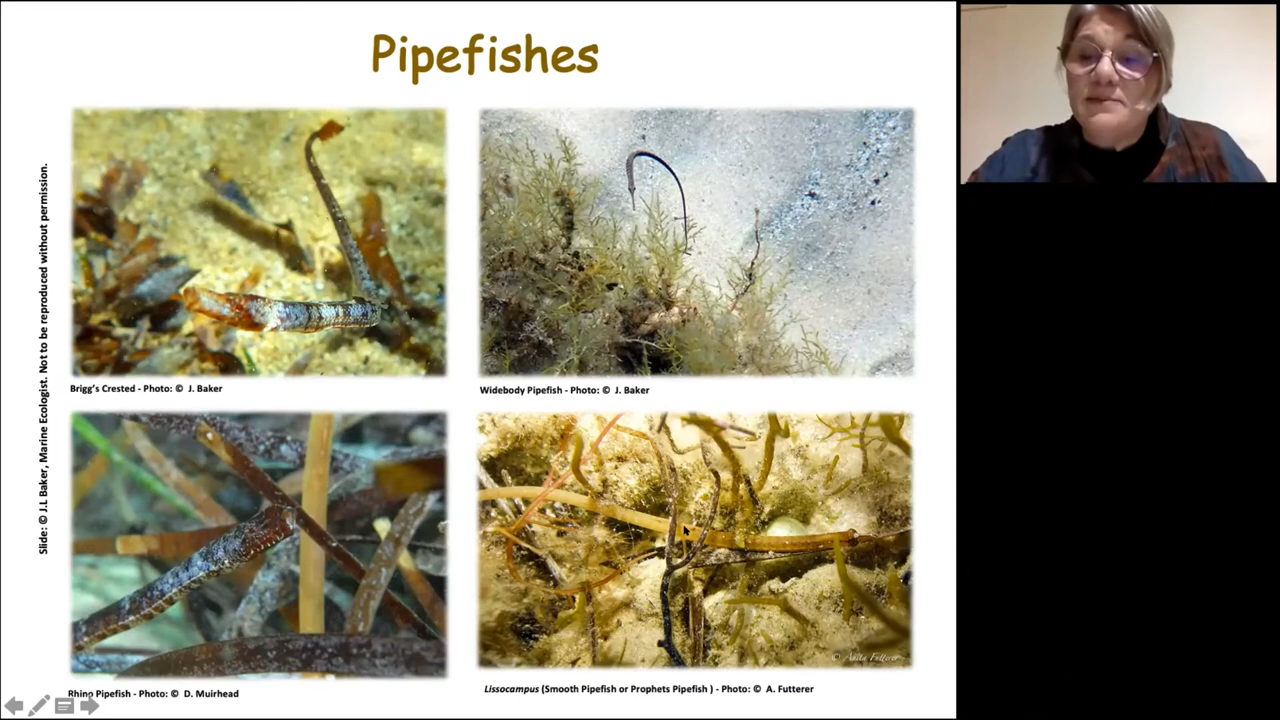 Pipefishes
Slide: © J.L Baker, Marine Ecologist. Not to be reproduced without permission.
Brigg's Crested - Photo: © J. Baker
Widebody Pipefish - Photo: © J. Baker
© Anita Futterer
Rhino Pipefish - Photo: © D. Muirhead
Lissocampus (Smooth Pipefish or Prophets Pipefish ) - Photo: © A. Futterer